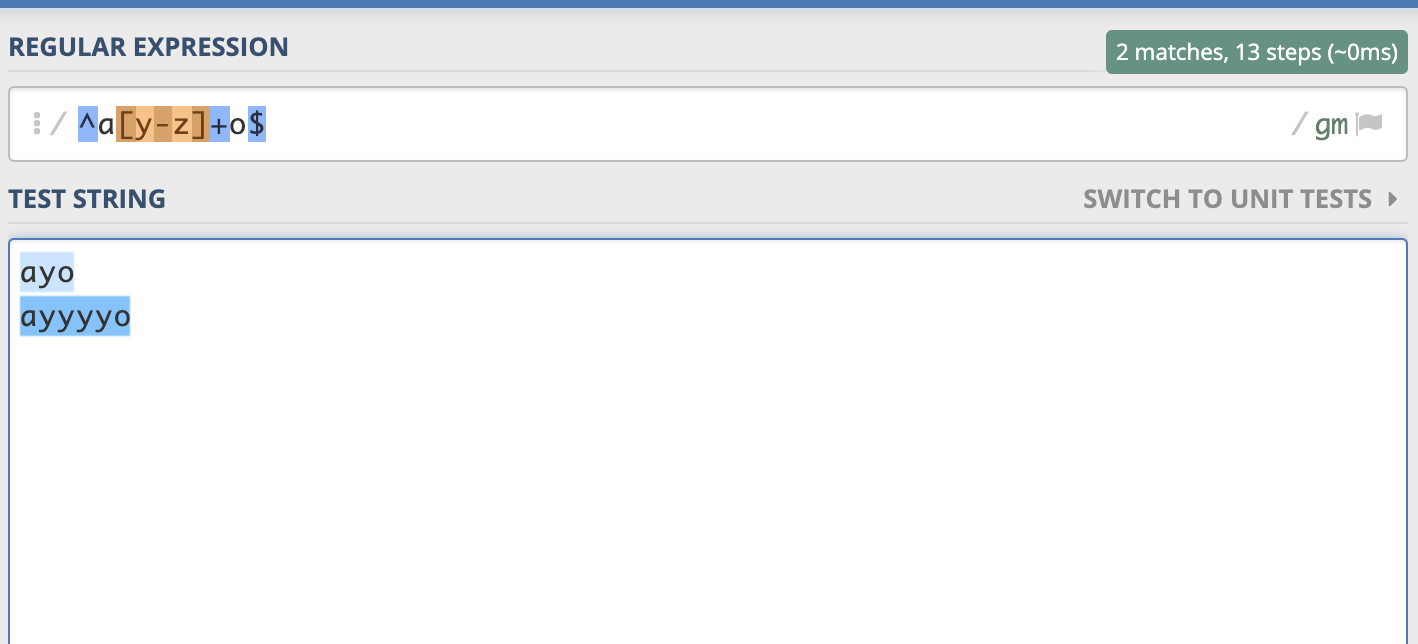 REGULAR EXPRESSION
2 matches, 13 steps (~0ms)
/ ^a[y-z]+o$ / gm
TEST STRING
SWITCH TO UNIT TESTS
ayo
ayyyyo